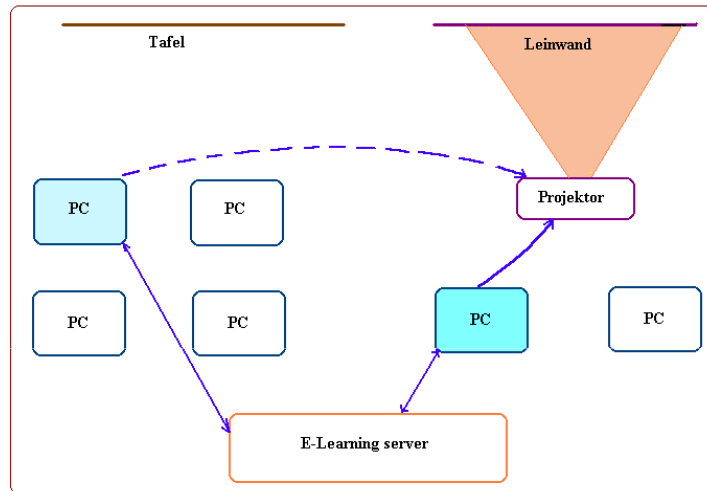 Tafel
Leinwand
PC
PC
Projektor
PC
PC
PC
PC
E-Learning server